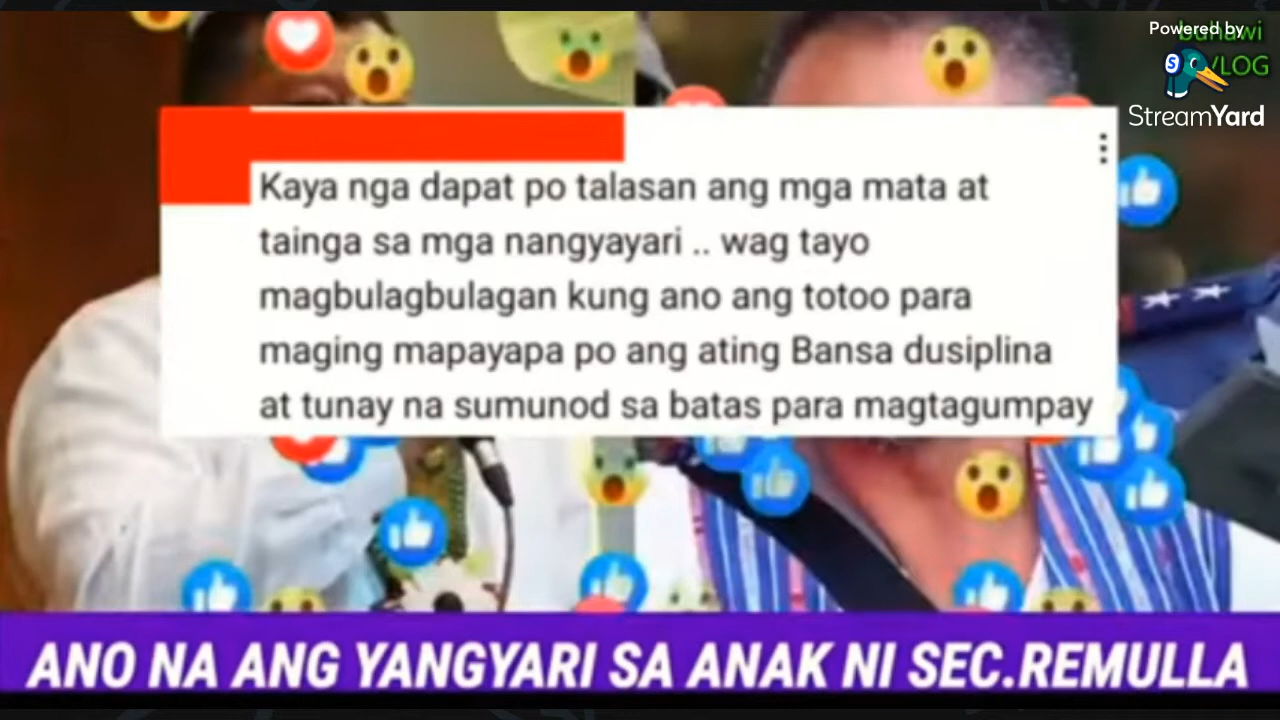 Powered by
buhawi
VLOG
StreamYard
Kaya nga dapat po talasan ang mga mata at
tainga sa mga nangyayari .. wag tayo
magbulagbulagan kung ano ang totoo para
maging mapayapa po ang ating Bansa dusiplina
at tunay na sumunod sa batas para magtagumpay
ANO NA ANG YANGYARI SA ANAK NI SEC.REMULLA